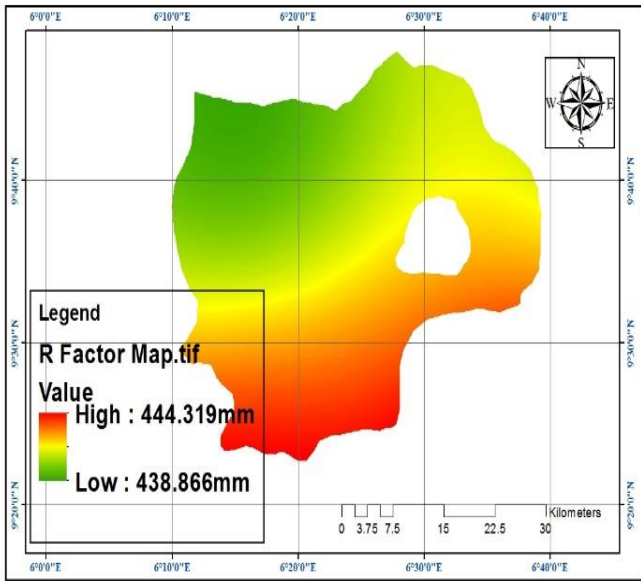 6°0'0"E 6°10'0"E 6°20'0"E 6°30'0"E 6°40'0"E
N
W E
S
9°40'0"N 9°40'0"N
9°30'0"N 9°30'0"N
9°20'0"N 9°20'0"N
Legend
R Factor Map.tif
Value
High : 444.319mm
Low : 438.866mm
Kilometers
0 3.75 7.5 15 22.5 30
6°0'0"E 6°10'0"E 6°20'0"E 6°30'0"E 6°40'0"E